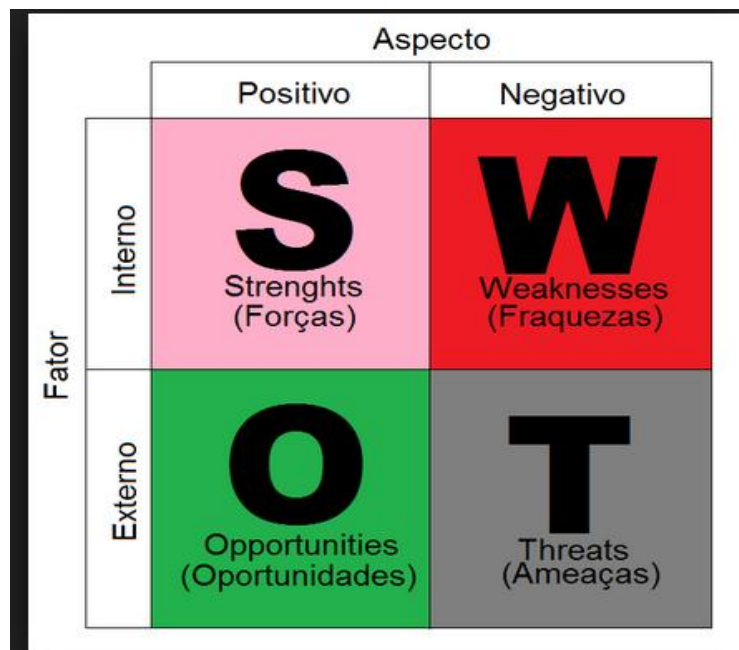 Aspecto
Positivo
Negativo
Fator
Interno
S
Strenghts
(Forças)
W
Weaknesses
(Fraquezas)
Externo
O
Opportunities
(Oportunidades)
T
Threats
(Ameaças)